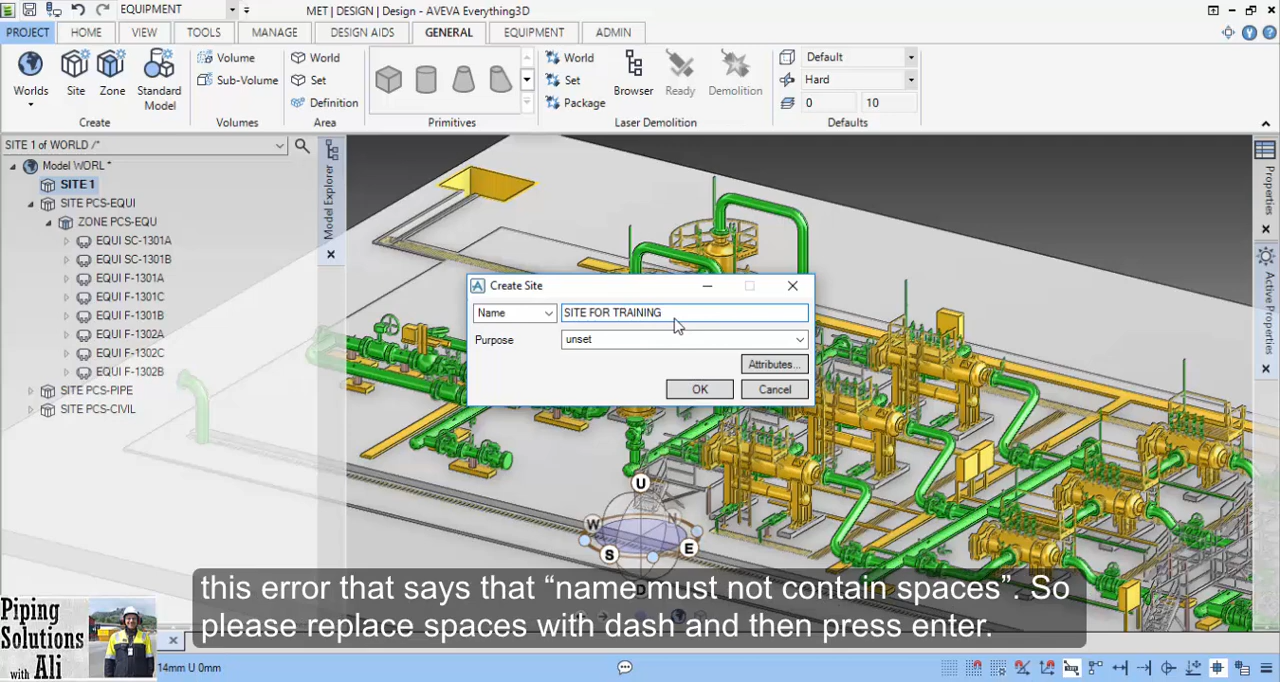 EQUIPMENT
MET | DESIGN | Design - AVEVA Everything3D
PROJECT HOME VIEW TOOLS MANAGE DESIGN AIDS GENERAL EQUIPMENT ADMIN
Worlds
Site
Zone
Standard
Model
Create
Volume
Sub-Volume
Volumes
World
Set
Definition
Area
Primitives
World
Set
Package
Browser
Ready
Demolition
Laser Demolition
Default
Hard
0 10
Defaults
SITE 1 of WORLD /*
Model WORL*
SITE 1
SITE PCS-EQUI
ZONE PCS-EQU
EQUI SC-1301A
EQUI SC-1301B
EQUI F-1301A
EQUI F-1301C
EQUI F-1301B
EQUI F-1302A
EQUI F-1302C
EQUI F-1302B
SITE PCS-PIPE
SITE PCS-CIVIL
Model Explorer
Create Site
Name SITE FOR TRAINING
Purpose unset
Attributes...
OK Cancel
Properties
Appearance
U
N
W
E
S
D
this error that says that “name must not contain spaces”. So
please replace spaces with dash and then press enter.
Piping
Solutions
with Ali
14mm U 0mm